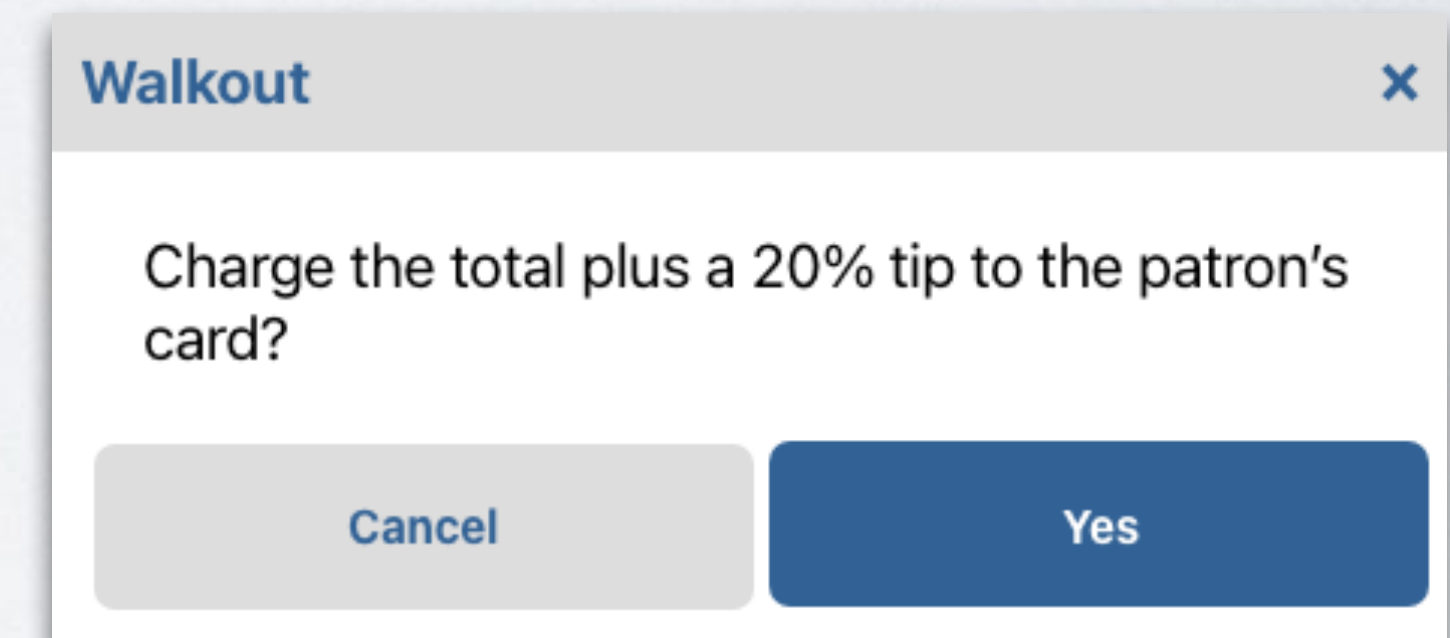 Walkout ×
Charge the total plus a 20% tip to the patron’s
card?
Cancel Yes